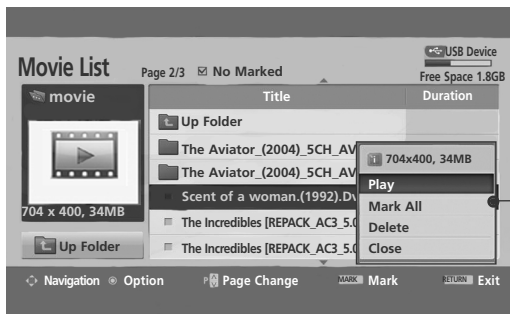 USB Device
Movie List Page 2/3 No Marked
Free Space 1.8GB
movie
Title Duration
Up Folder
The Aviator_(2004)_5CH_AV
The Aviator_(2004)_5CH_AV
Scent of a woman.(1992).Dv
The Incredibles [REPACK_AC3_5.0
The Incredibles [REPACK_AC3_5.0
704 x 400, 34MB
Up Folder
704x400, 34MB
Play
Mark All
Delete
Close
Navigation Option P Page Change MARK Mark RETURN Exit